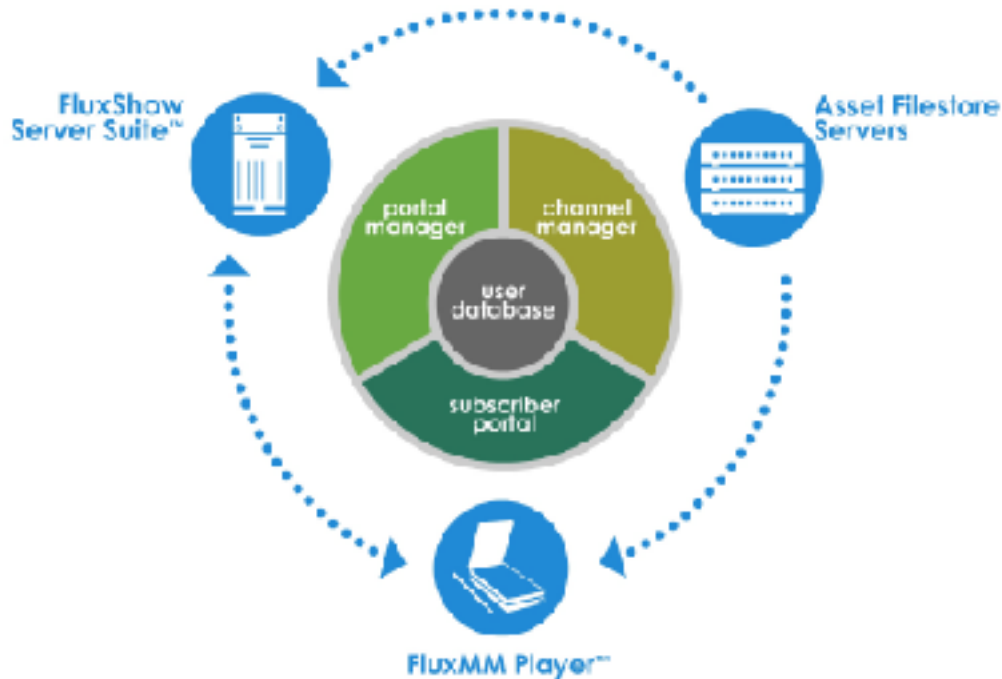 FluxShow
Server Suite™
Asset Filestore
Servers
portal
manager
channel
manager
user
database
subscriber
portal
FluxMM Player™